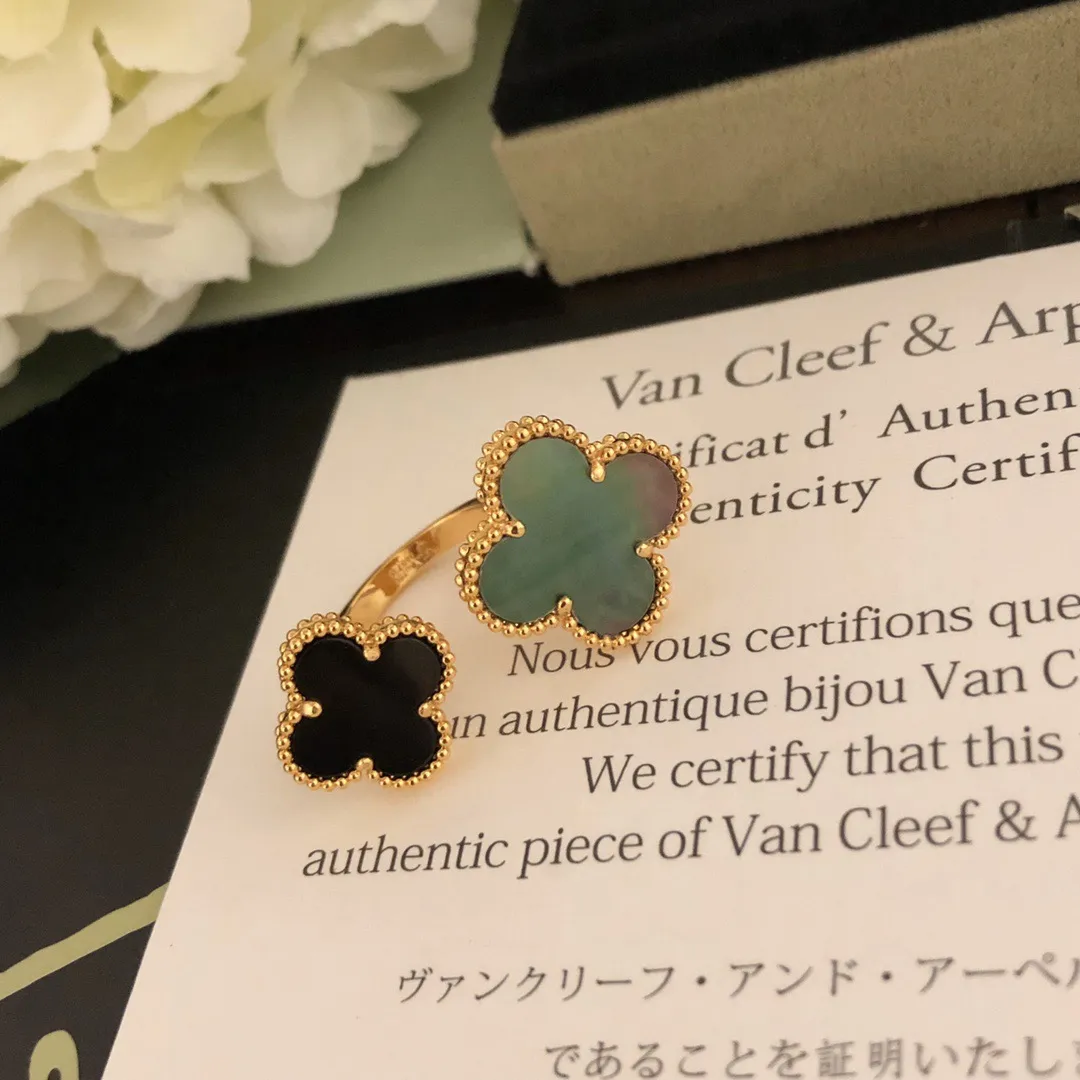 Van Cleef & Arp
ificat d' Authen
enticity Certif
Nous vous certifions que
un authentique bijou Van C
We certify that this
authentic piece of Van Cleef & A
ヴァンクリーフ・アンド・アーペル
であることを証明いたしま